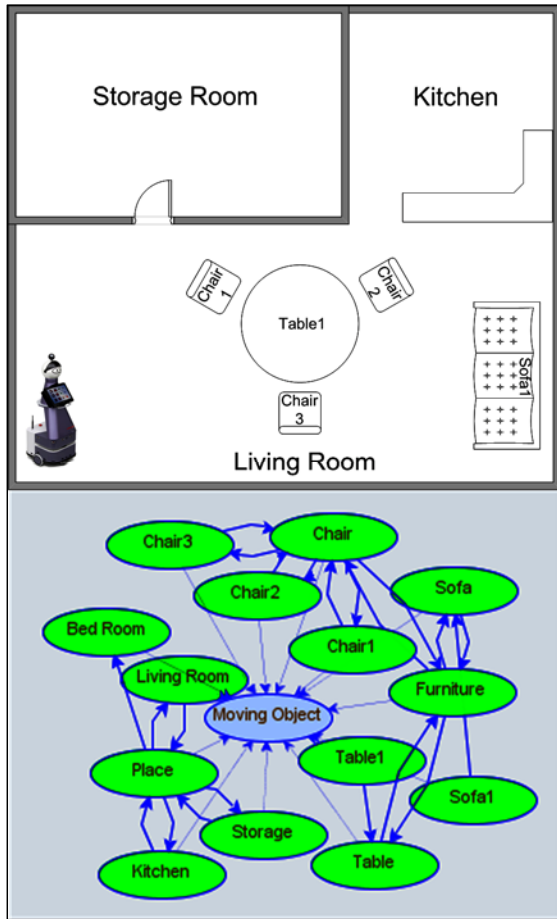 Storage Room
Kitchen
Chair
1
Chair
2
Table1
Sofa1
Chair
3
Living Room
Chair3
Chair
Chair2
Sofa
Bed Room
Chair1
Living Room
Furniture
Moving Object
Table1
Place
Sofa1
Storage
Table
Kitchen